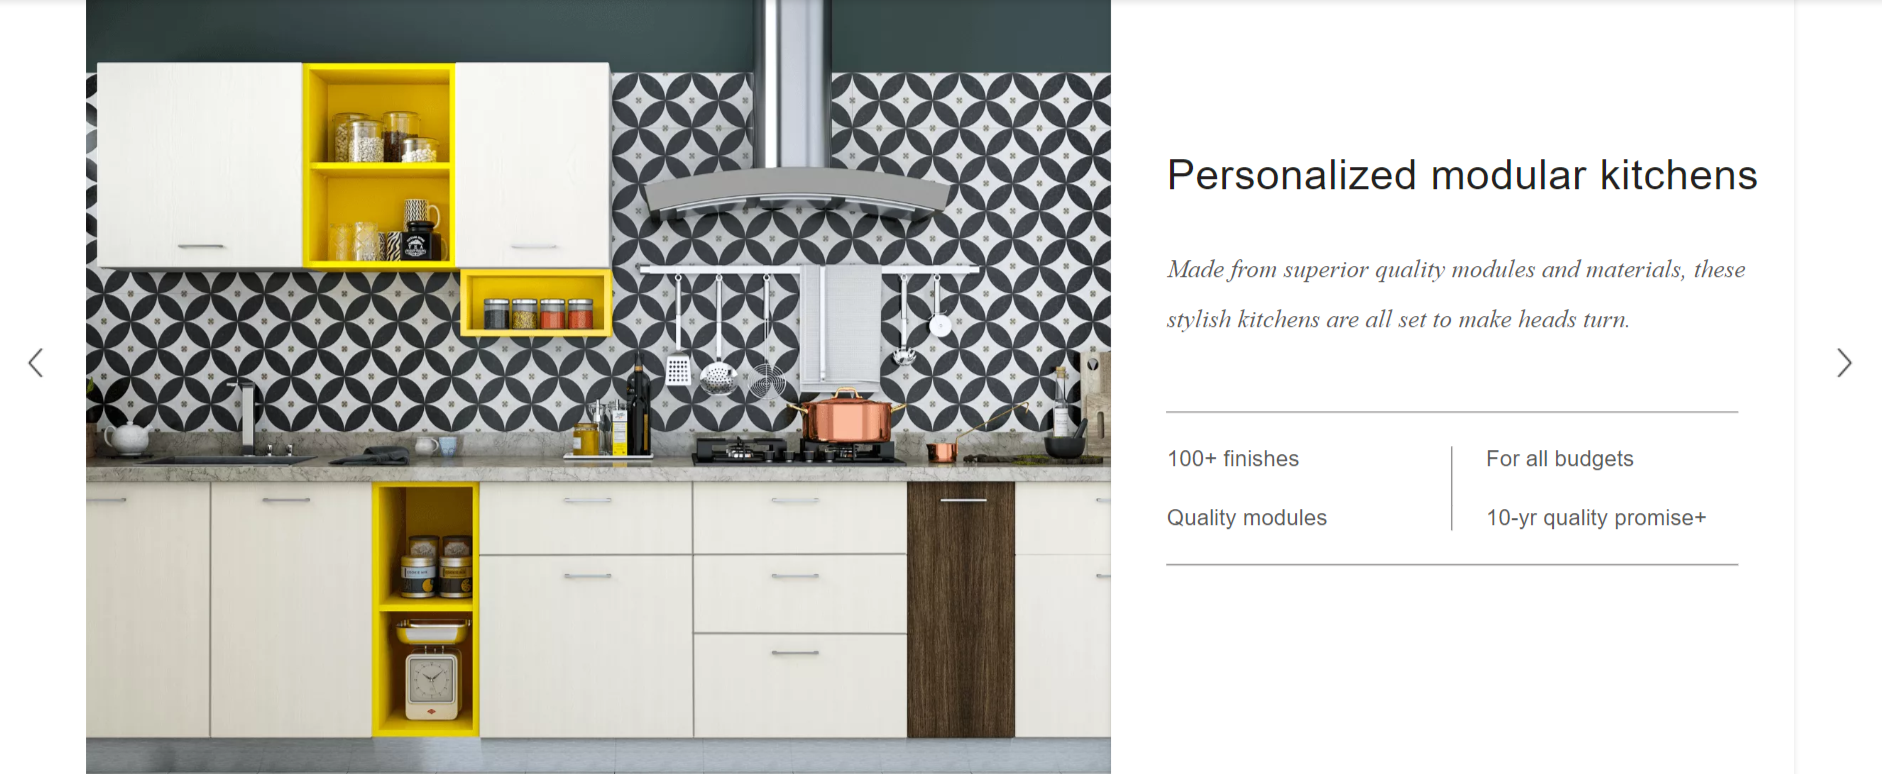 Personalized modular kitchens
Made from superior quality modules and materials, these
stylish kitchens are all set to make heads turn.
100+ finishes
For all budgets
Quality modules
10-yr quality promise+